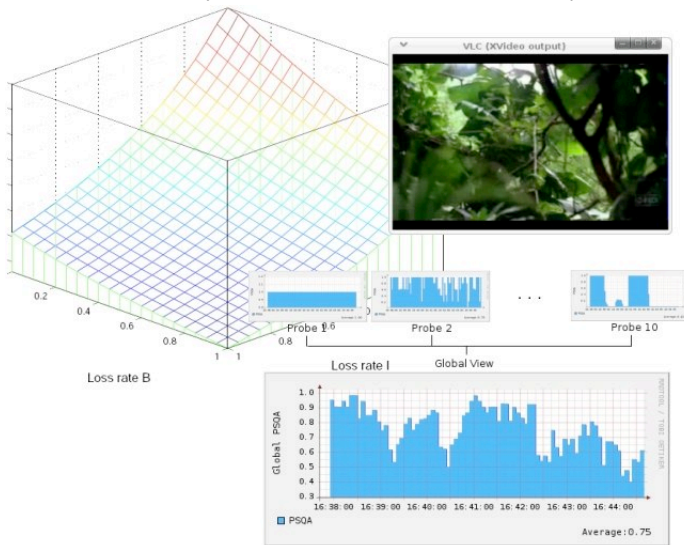 VLC (XVideo output)
0.2
0.4
0.6
0.8
1
1
0.8
0.6
Loss rate B
Loss rate I
Probe 1
Probe 2
. . .
Probe 10
Global View
Global PSQA
1.0
0.9
0.8
0.7
0.6
0.5
0.4
0.3
16:38:00 16:39:00 16:40:00 16:41:00 16:42:00 16:43:00 16:44:00
PSQA
Average:0.75
RRDTOOL / TOBI OETIKER